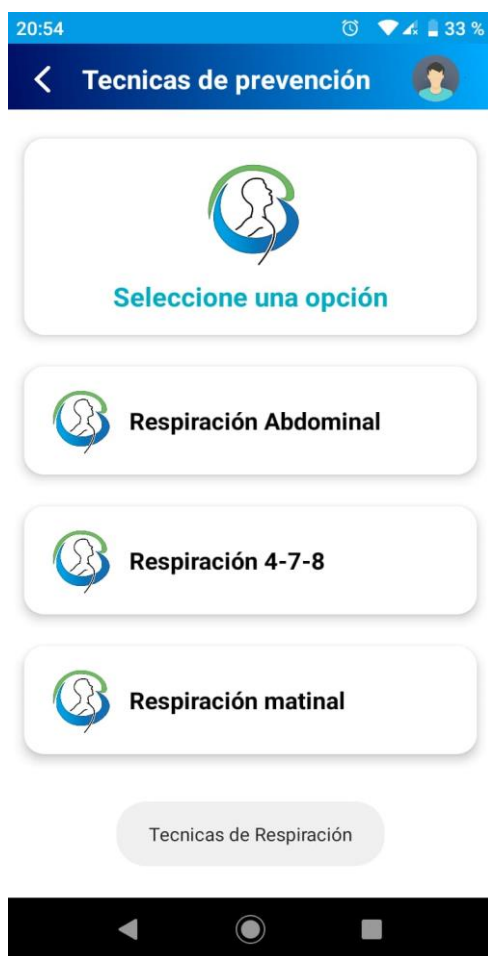 20:54
33 %
Tecnicas de prevención
Seleccione una opción
Respiración Abdominal
Respiración 4-7-8
Respiración matinal
Tecnicas de Respiración